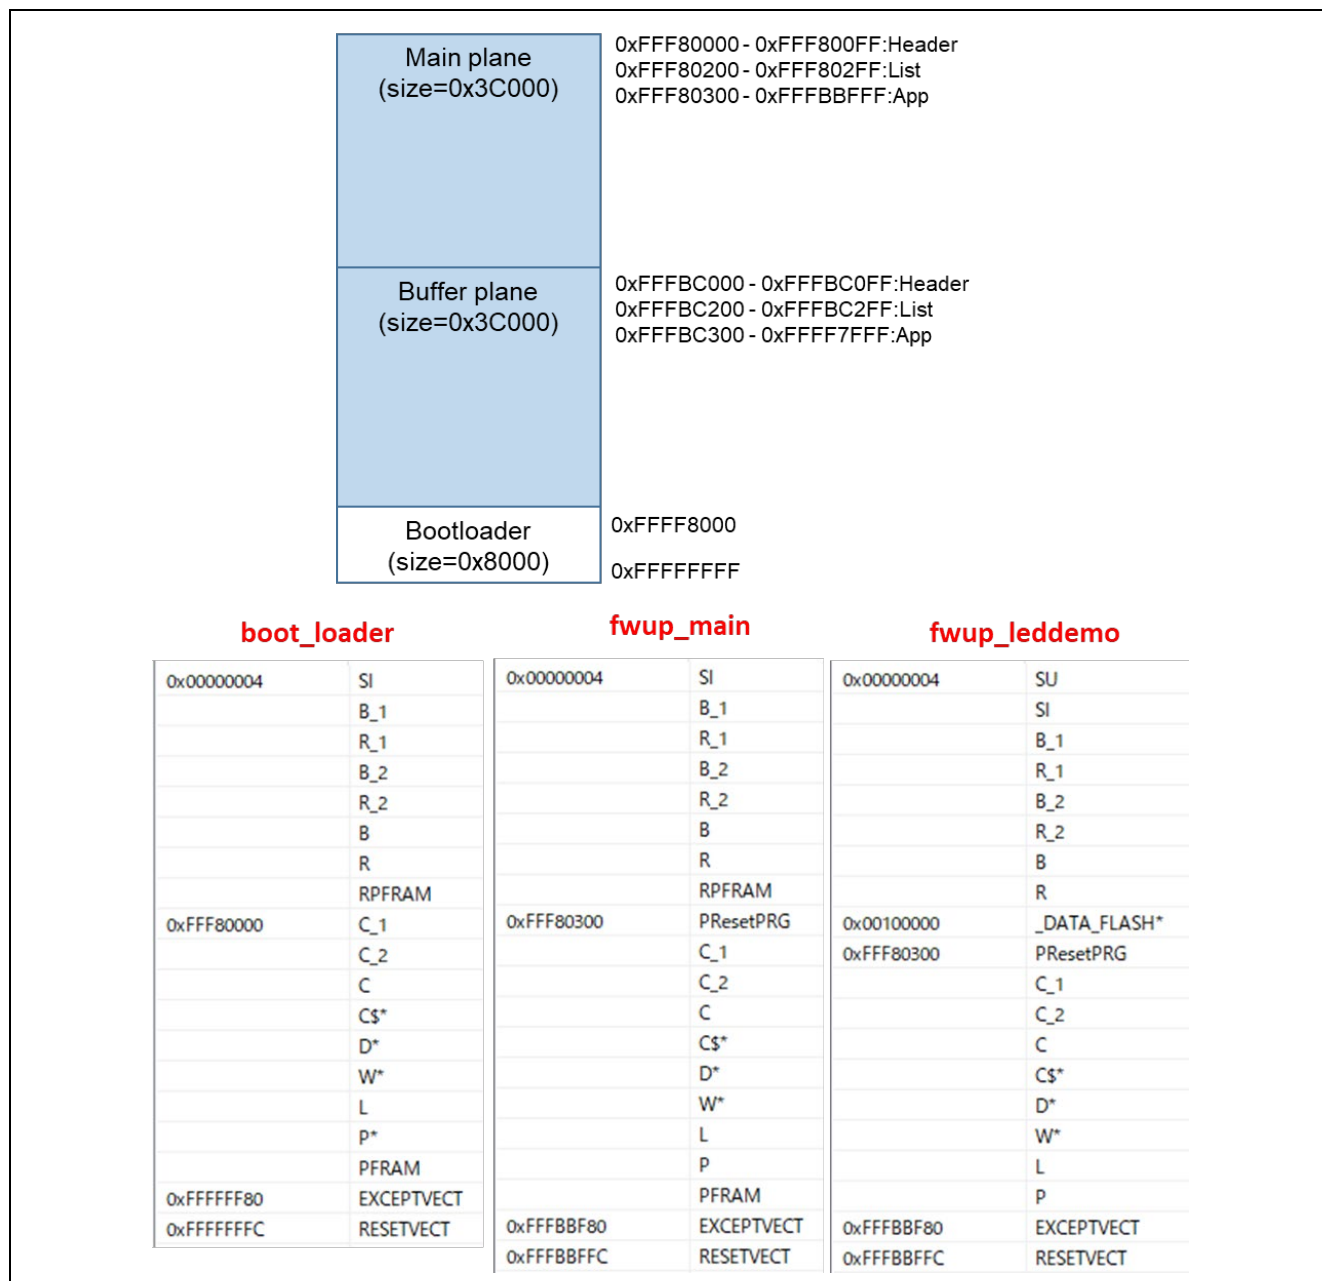 Main plane
(size=0x3C000)
0xFFF80000 - 0xFFF800FF:Header
0xFFF80200 - 0xFFF802FF:List
0xFFF80300 - 0xFFFBBFFF:App
Buffer plane
(size=0x3C000)
0xFFFBC000 - 0xFFFBC0FF:Header
0xFFFBC200 - 0xFFFBC2FF:List
0xFFFBC300 - 0xFFFF7FFF:App
Bootloader
(size=0x8000)
0xFFFF8000
0xFFFFFFFF
boot_loader
0x00000004 SI
B_1
R_1
B_2
R_2
B
R
RPFRAM
0xFFF80000 C_1
C_2
C
C$*
D*
W*
L
P*
PFRAM
0xFFFFFF80 EXCEPTVECT
0xFFFFFFFC RESETVECT
fwup_main
0x00000004 SI
B_1
R_1
B_2
R_2
B
R
RPFRAM
0xFFF80300 PResetPRG
C_1
C_2
C
C$*
D*
W*
L
P
PFRAM
0xFFFBBF80 EXCEPTVECT
0xFFFBBFFC RESETVECT
fwup_leddemo
0x00000004 SU
SI
B_1
R_1
B_2
R_2
B
R
0x00100000 _DATA_FLASH*
0xFFF80300 PResetPRG
C_1
C_2
C
C$*
D*
W*
L
P
0xFFFBBF80 EXCEPTVECT
0xFFFBBFFC RESETVECT